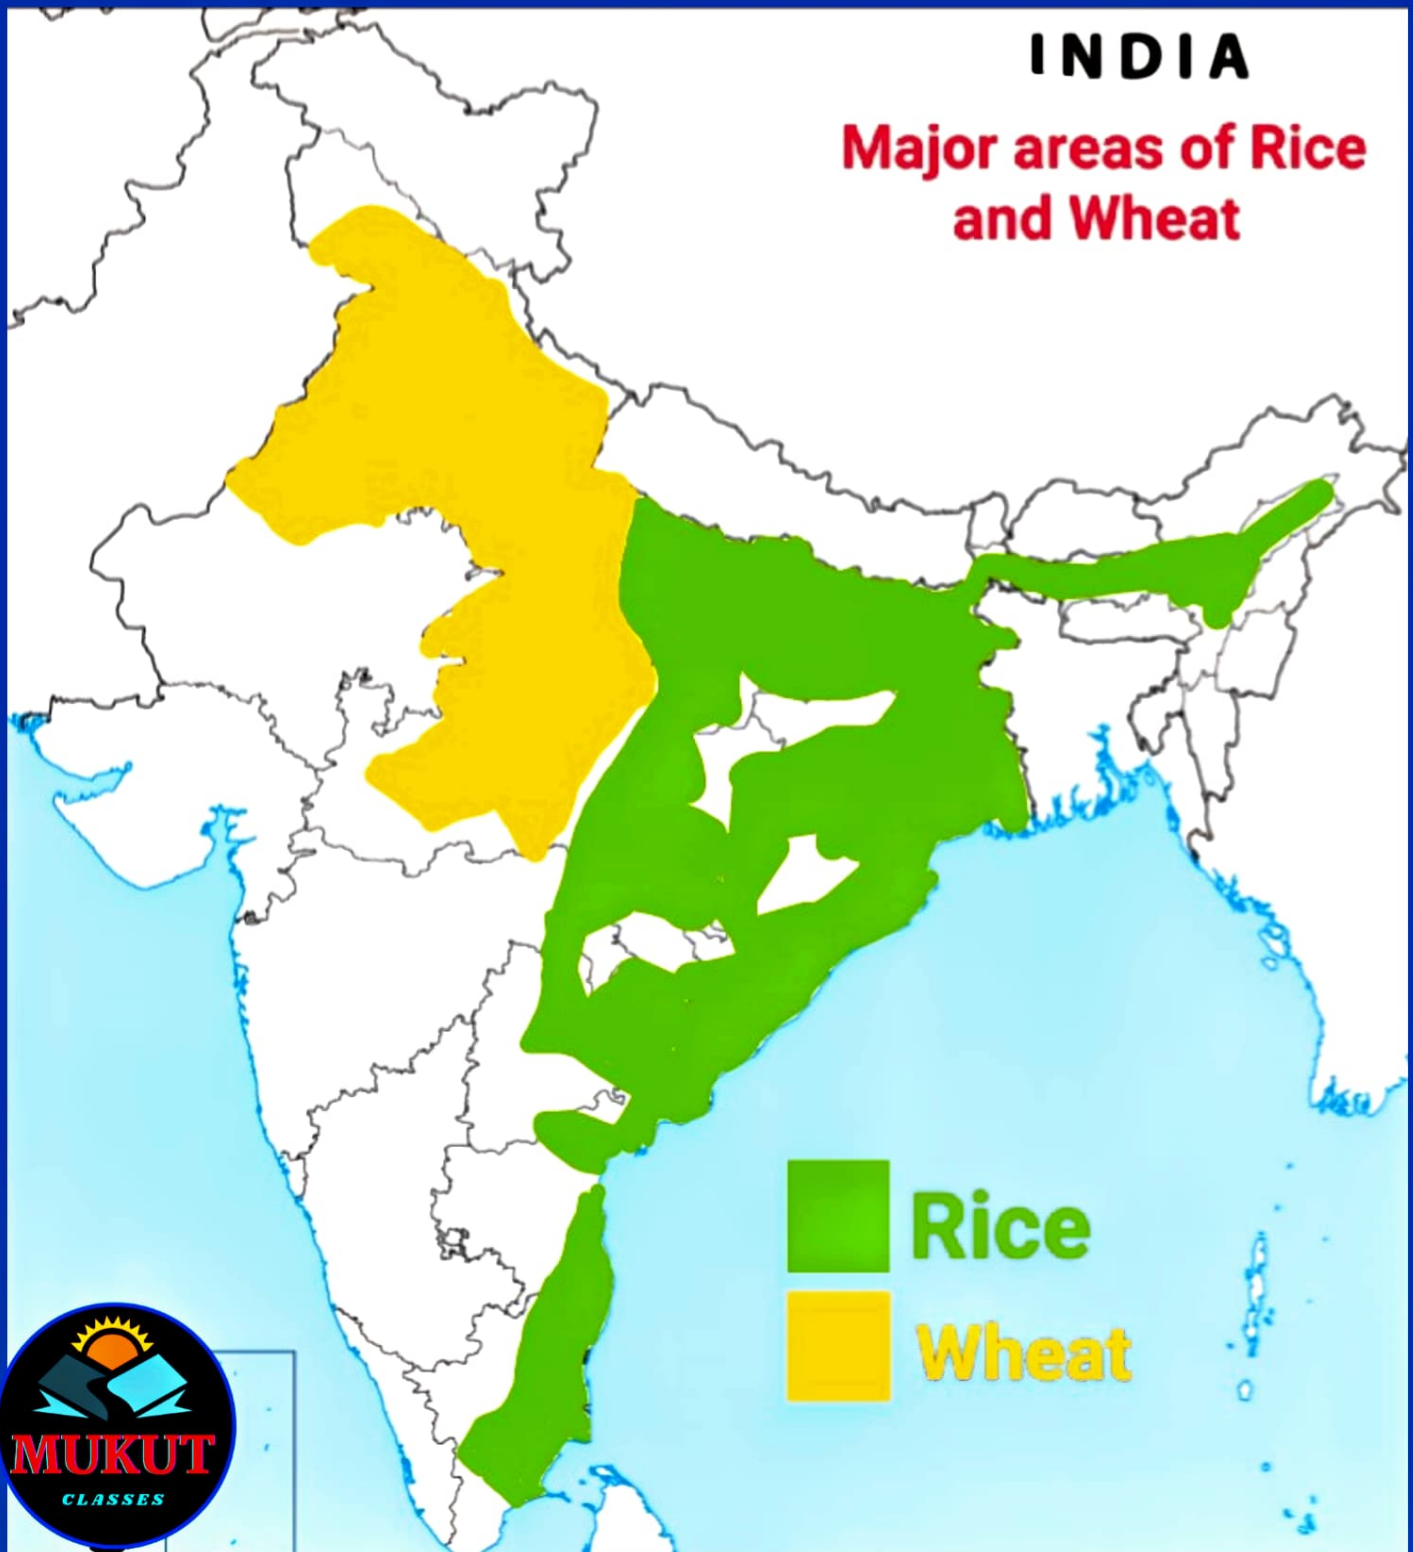 INDIA
Major areas of Rice
and Wheat
Rice
Wheat
MUKUT
CLASSES